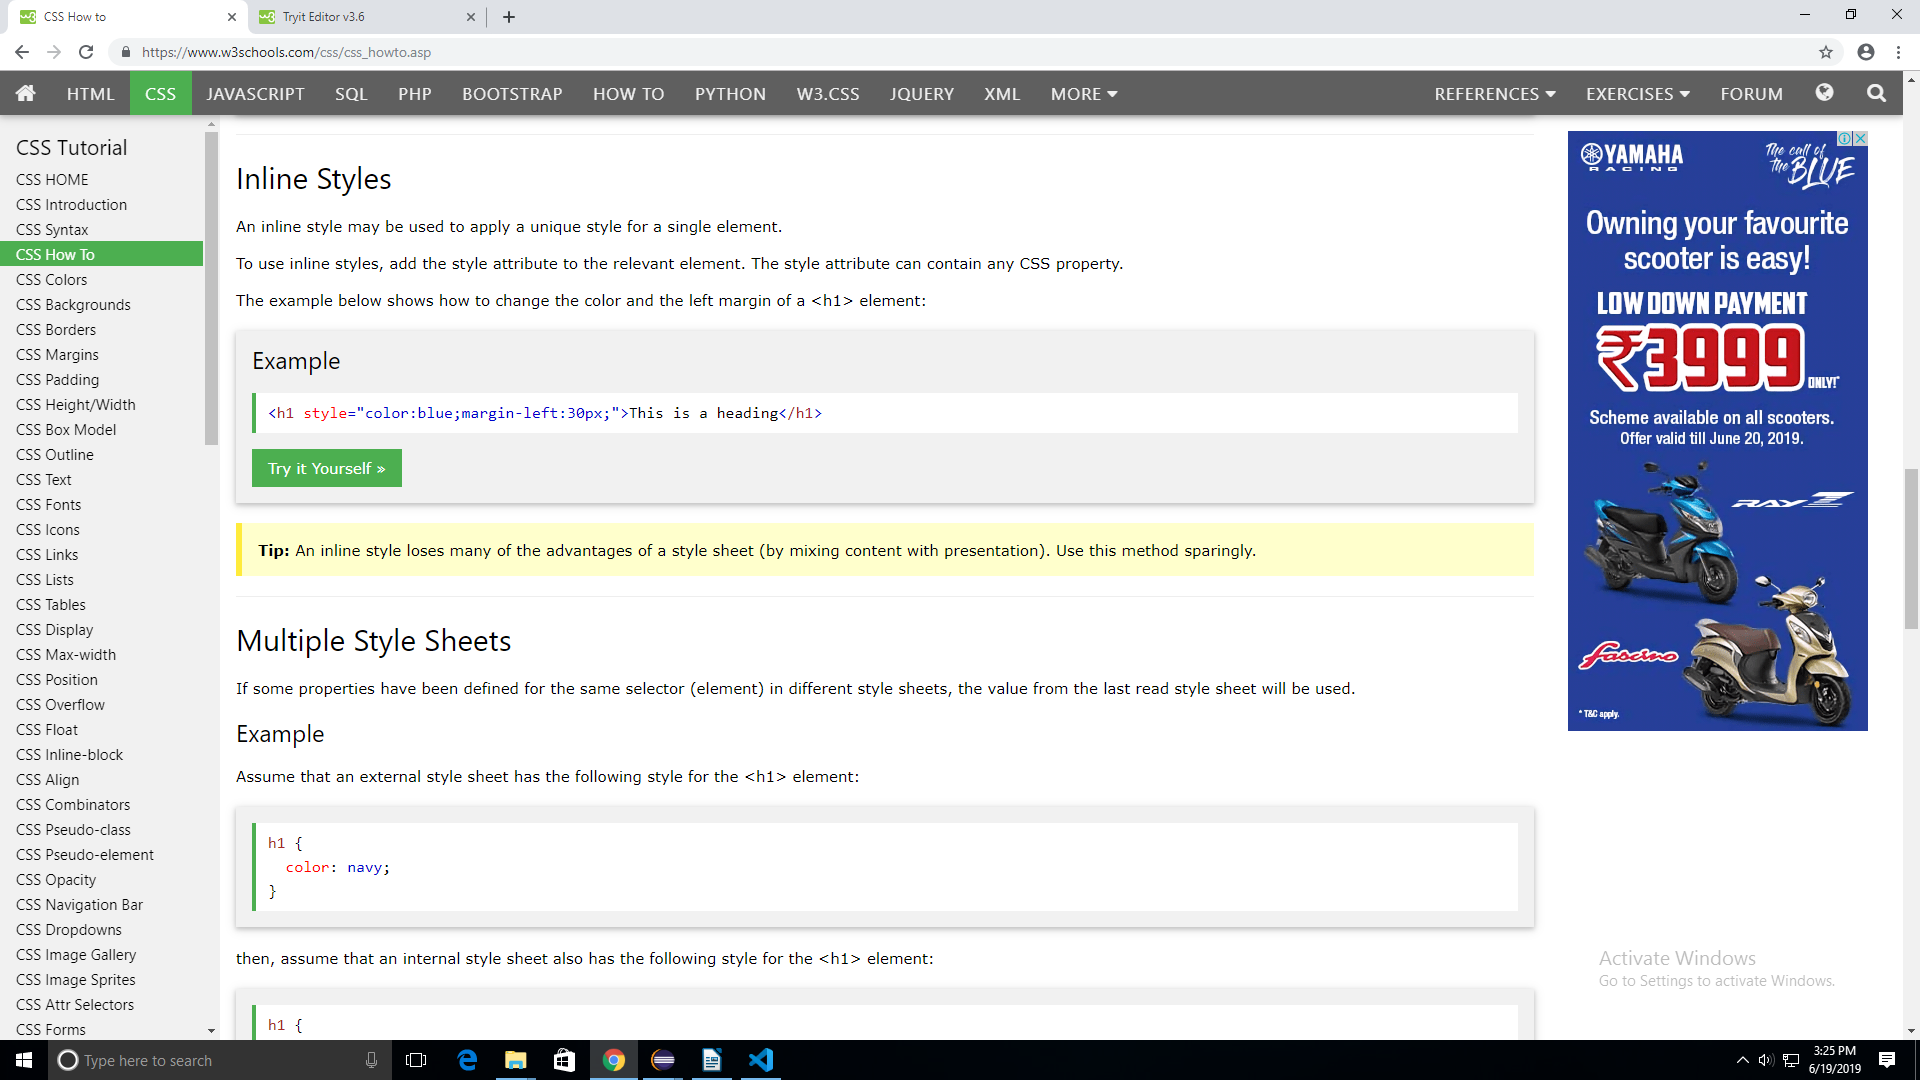 CSS How to
Tryit Editor v3.6
https://www.w3schools.com/css/css_howto.asp
HTML CSS JAVASCRIPT SQL PHP BOOTSTRAP HOW TO PYTHON W3.CSS JQUERY XML MORE REFERENCES EXERCISES FORUM
CSS Tutorial
CSS HOME
CSS Introduction
CSS Syntax
CSS How To
CSS Colors
CSS Backgrounds
CSS Borders
CSS Margins
CSS Padding
CSS Height/Width
CSS Box Model
CSS Outline
CSS Text
CSS Fonts
CSS Icons
CSS Links
CSS Lists
CSS Tables
CSS Display
CSS Max-width
CSS Position
CSS Overflow
CSS Float
CSS Inline-block
CSS Align
CSS Combinators
CSS Pseudo-class
CSS Pseudo-element
CSS Opacity
CSS Navigation Bar
CSS Dropdowns
CSS Image Gallery
CSS Image Sprites
CSS Attr Selectors
CSS Forms
Inline Styles
An inline style may be used to apply a unique style for a single element.
To use inline styles, add the style attribute to the relevant element. The style attribute can contain any CSS property.
The example below shows how to change the color and the left margin of a <h1> element:
Example
<h1 style="color:blue;margin-left:30px;">This is a heading</h1>
Try it Yourself »
Tip: An inline style loses many of the advantages of a style sheet (by mixing content with presentation). Use this method sparingly.
Multiple Style Sheets
If some properties have been defined for the same selector (element) in different style sheets, the value from the last read style sheet will be used.
Example
Assume that an external style sheet has the following style for the <h1> element:
h1 {
color: navy;
}
then, assume that an internal style sheet also has the following style for the <h1> element:
h1 {
YAMAHA
RACING
The call of
the BLUE
Owning your favourite
scooter is easy!
LOW DOWN PAYMENT
₹3999 ONLY!*
Scheme available on all scooters.
Offer valid till June 20, 2019.
RAY Z
Fascino
* T&C apply.
Activate Windows
Go to Settings to activate Windows.
Type here to search
3:25 PM
6/19/2019